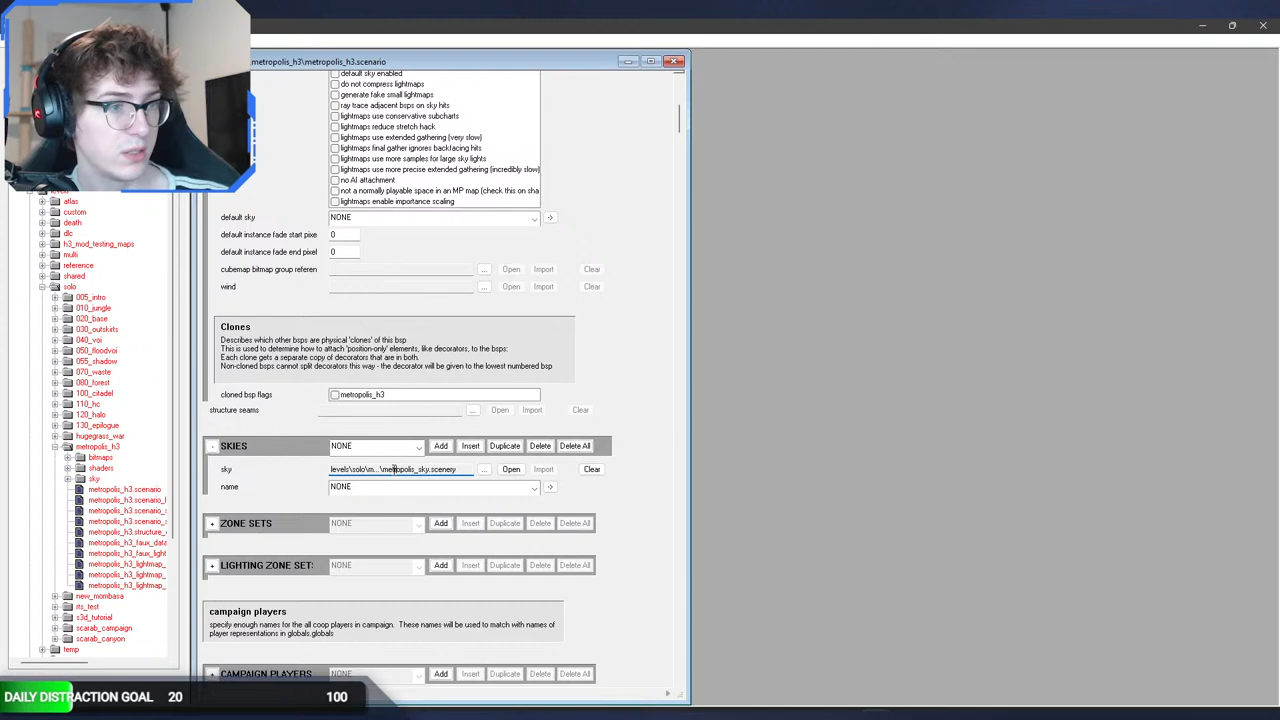 metropolis_h3\metropolis_h3.scenario
default sky enabled
do not compress lightmaps
generate fake small lightmaps
ray trace adjacent bsps on sky hits
lightmaps use conservative subcharts
lightmaps reduce stretch hack
lightmaps use extended gathering (very slow)
lightmaps final gather ignores backfacing hits
lightmaps use more samples for large sky lights
lightmaps use more precise extended gathering (incredibly slow)
no AI attachment
not a normally playable space in an MP map (check this on sha
lightmaps enable importance scaling
default sky NONE
default instance fade start pixe 0
default instance fade end pixel 0
cubemap bitmap group referen ... Open Import Clear
wind ... Open Import Clear
Clones
Describes which other bsps are physical 'clones' of this bsp
This is used to determine how to attach 'position-only' elements, like decorators, to the bsps:
Each clone gets a separate copy of decorators that are in both.
Non-cloned bsps cannot split decorators this way - the decorator will be given to the lowest numbered bsp
cloned bsp flags metropolis_h3
structure seams ... Open Import Clear
- SKIES NONE Add Insert Duplicate Delete Delete All
sky levels\solo\m...\metropolis_sky.scenery ... Open Import Clear
name NONE
+ ZONE SETS NONE Add Insert Duplicate Delete Delete All
+ LIGHTING ZONE SET: NONE Add Insert Duplicate Delete Delete All
campaign players
specify enough names for all the coop players in campaign. These names will be used to match with names of
player representations in globals.globals
+ CAMPAIGN PLAYERS NONE Add Insert Duplicate Delete Delete All
atlas
custom
death
dlc
h3_mod_testing_maps
multi
reference
shared
solo
005_intro
010_jungle
020_base
030_outskirts
040_voi
050_floodvoi
055_shadow
070_waste
080_forest
100_citadel
110_hc
120_halo
130_epilogue
hugegrass_war
metropolis_h3
bitmaps
shaders
sky
metropolis_h3.scenario
metropolis_h3.scenario_l
metropolis_h3.scenario_s
metropolis_h3.scenario_s
metropolis_h3.structure_
metropolis_h3_faux_data
metropolis_h3_faux_light
metropolis_h3_lightmap_
metropolis_h3_lightmap_
metropolis_h3_lightmap_
new_mombasa
rts_test
s3d_tutorial
scarab_campaign
scarab_canyon
temp
DAILY DISTRACTION GOAL 20 100